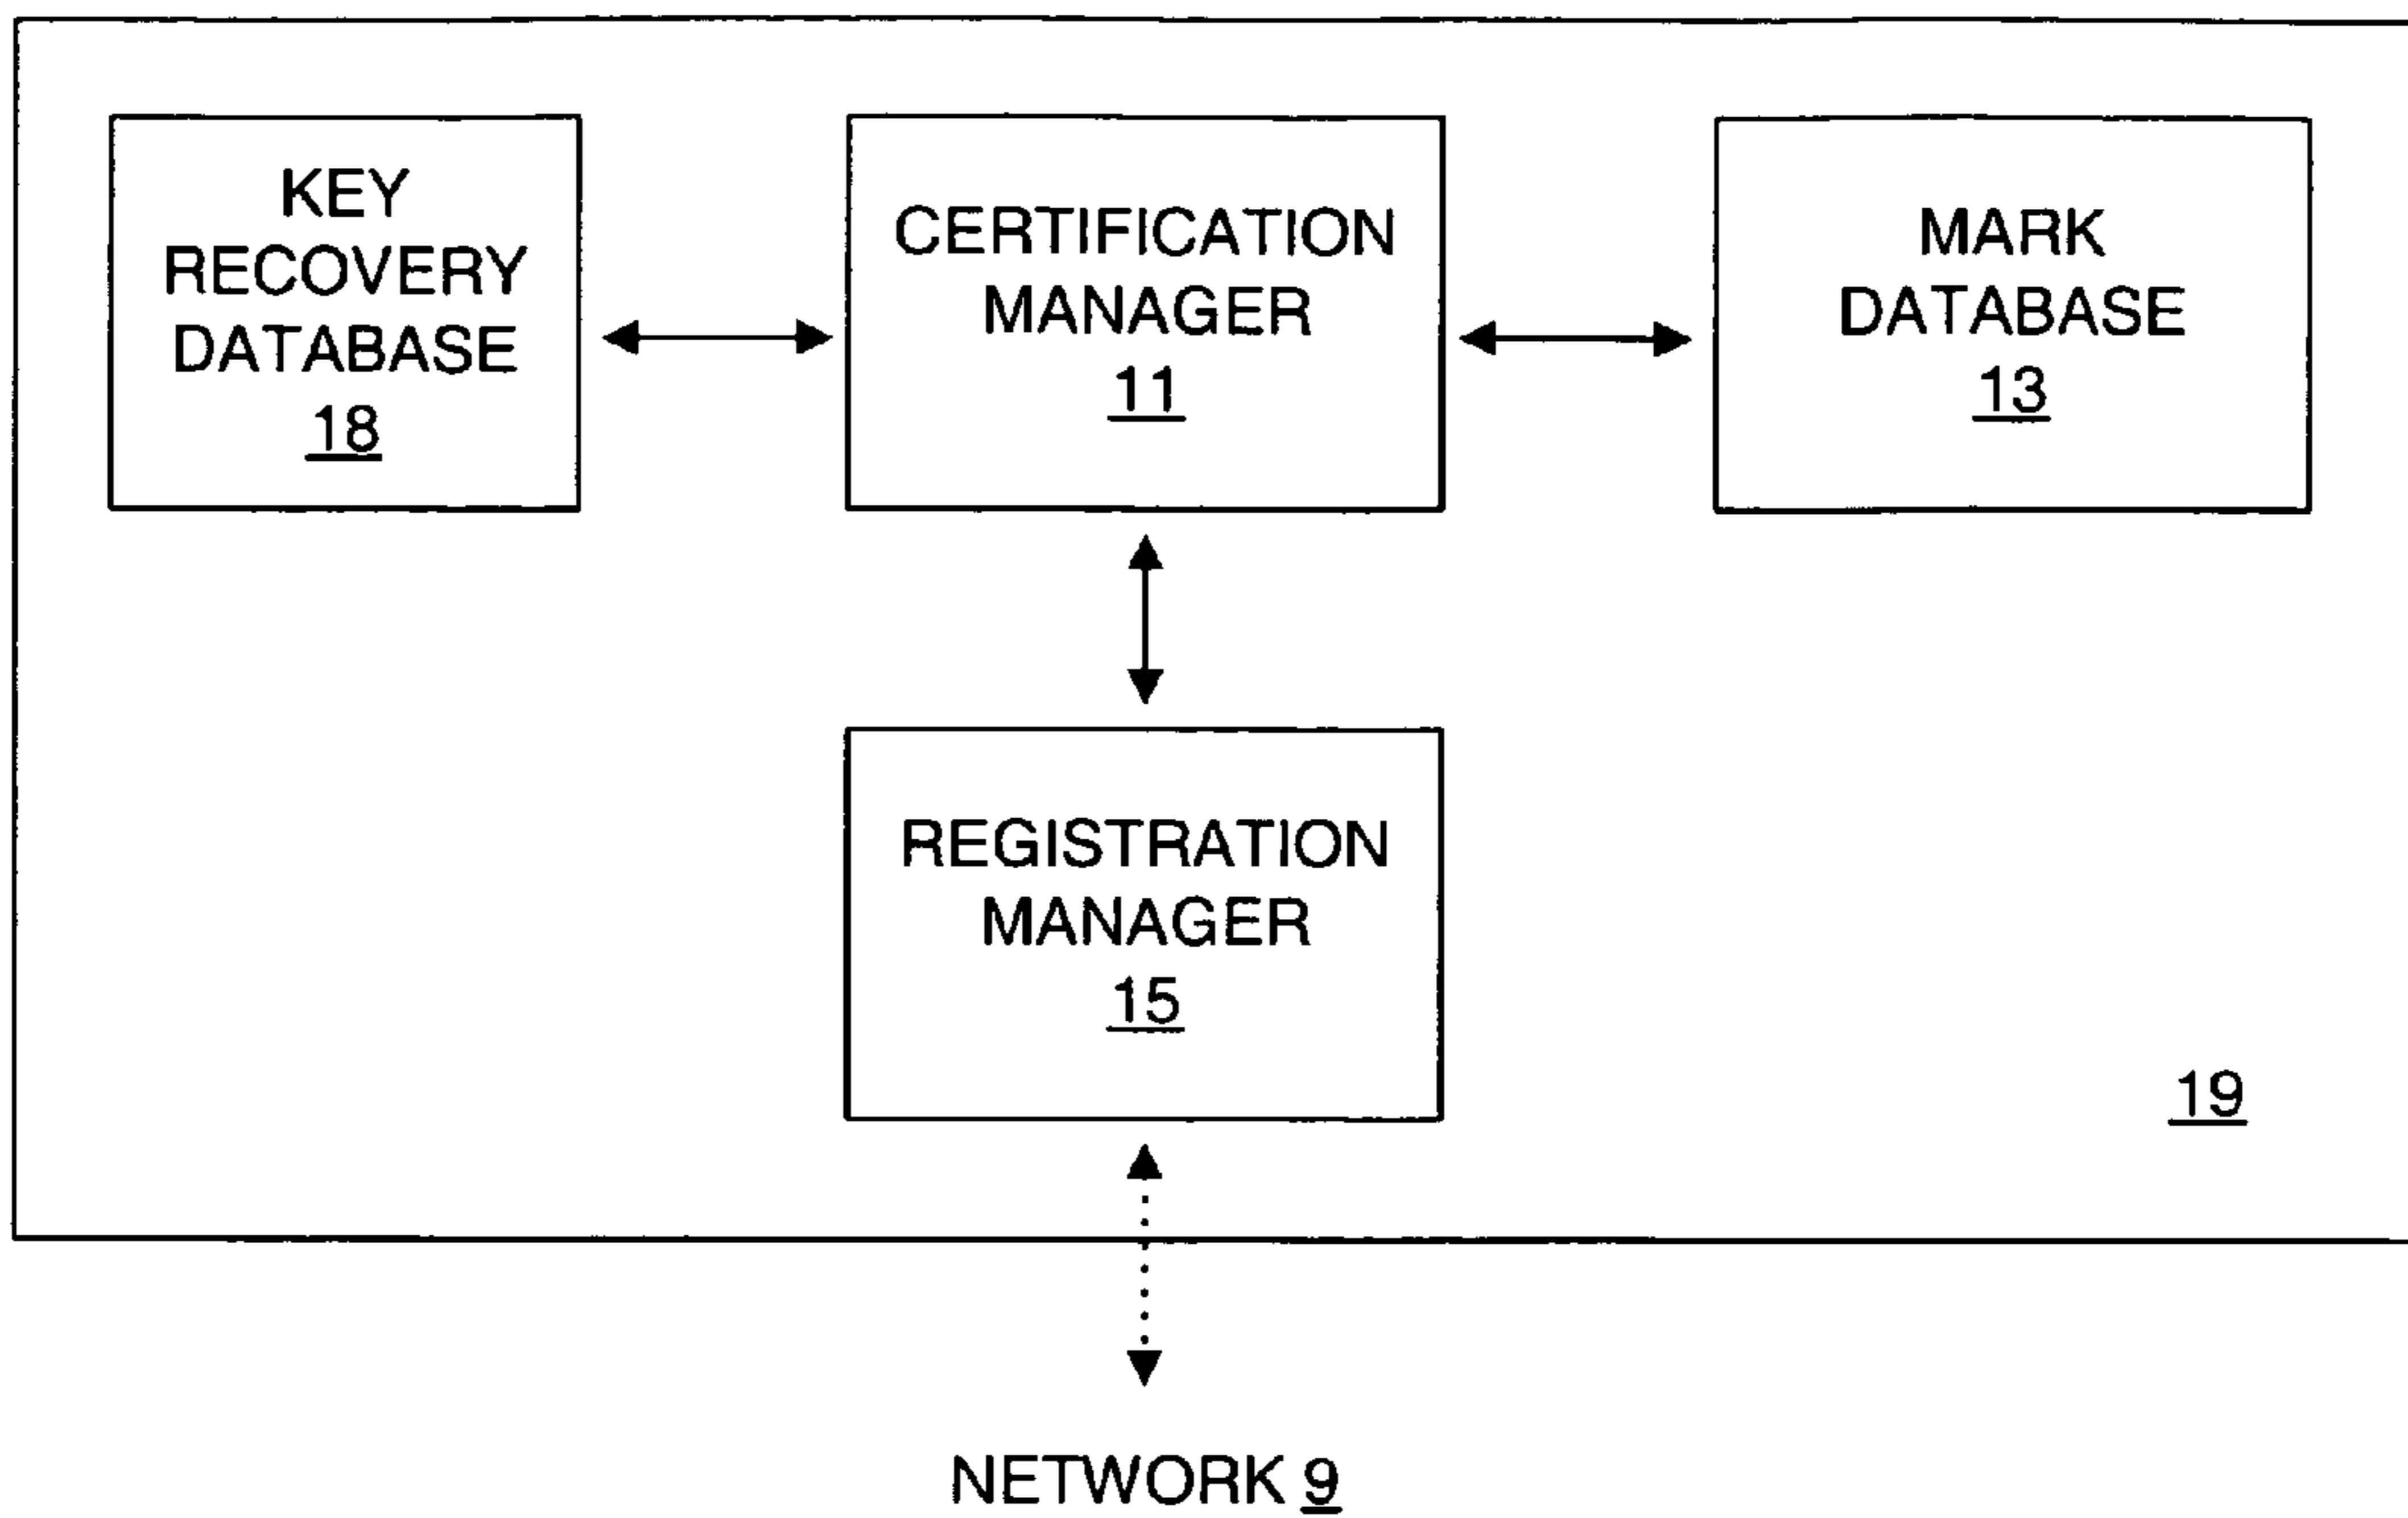 KEY
RECOVERY
DATABASE
18
CERTIFICATION
MANAGER
11
MARK
DATABASE
13
REGISTRATION
MANAGER
15
19
NETWORK 9